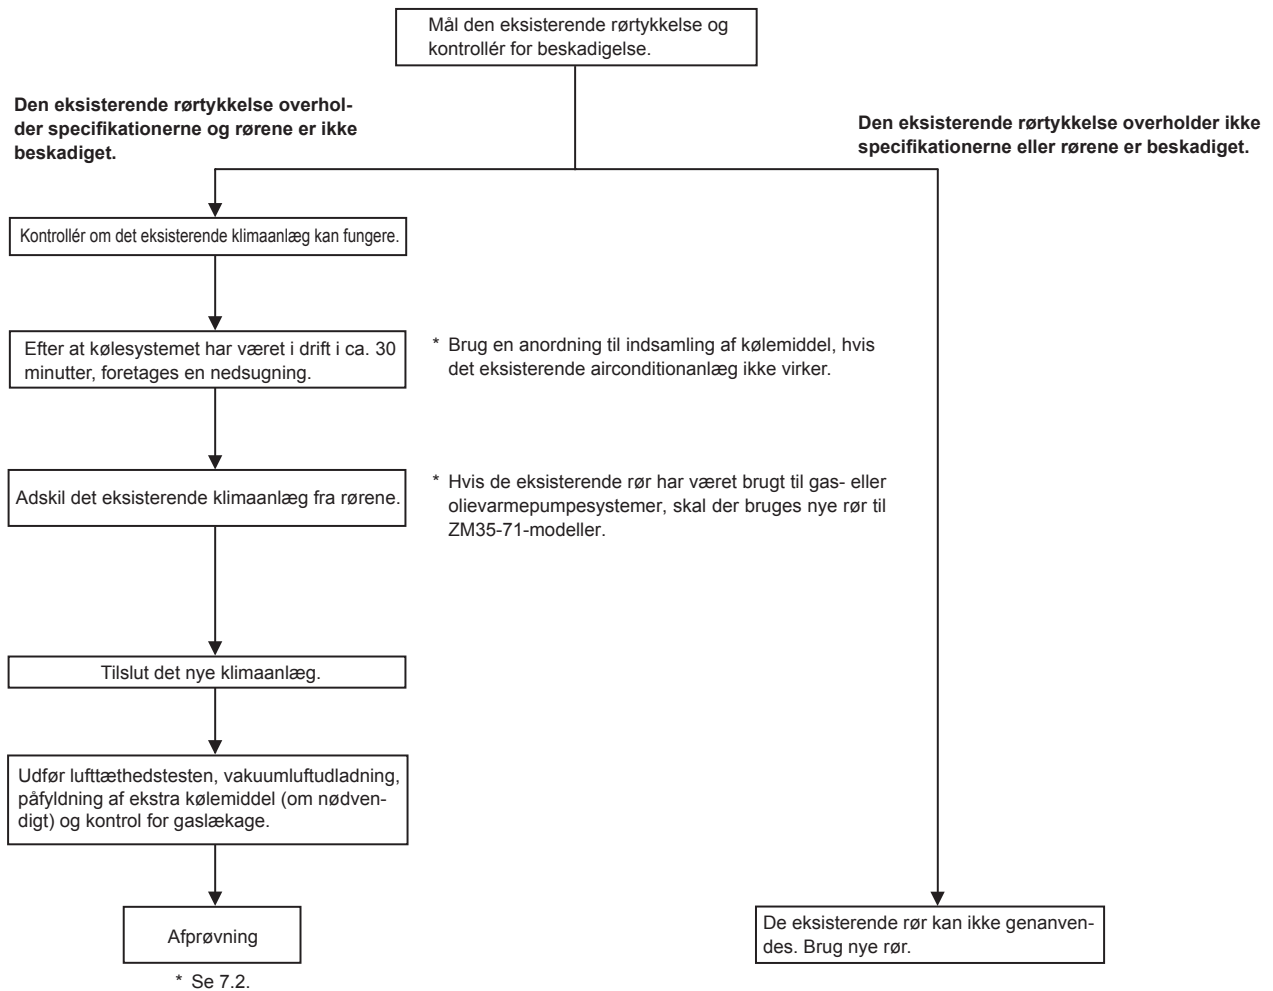 Mål den eksisterende rørtykkelse og
kontrollér for beskadigelse.
Den eksisterende rørtykkelse overhol-
der specifikationerne og rørene er ikke
beskadiget.
Den eksisterende rørtykkelse overholder ikke
specifikationerne eller rørene er beskadiget.
Kontrollér om det eksisterende klimaanlæg kan fungere.
Efter at kølesystemet har været i drift i ca. 30
minutter, foretages en nedsugning.
* Brug en anordning til indsamling af kølemiddel, hvis
det eksisterende airconditionanlæg ikke virker.
Adskil det eksisterende klimaanlæg fra rørene.
* Hvis de eksisterende rør har været brugt til gas- eller
olievarmepumpesystemer, skal der bruges nye rør til
ZM35-71-modeller.
Tilslut det nye klimaanlæg.
Udfør lufttæthedstesten, vakuumluftudladning,
påfyldning af ekstra kølemiddel (om nødven-
digt) og kontrol for gaslækage.
Afprøvning
* Se 7.2.
De eksisterende rør kan ikke genanven-
des. Brug nye rør.